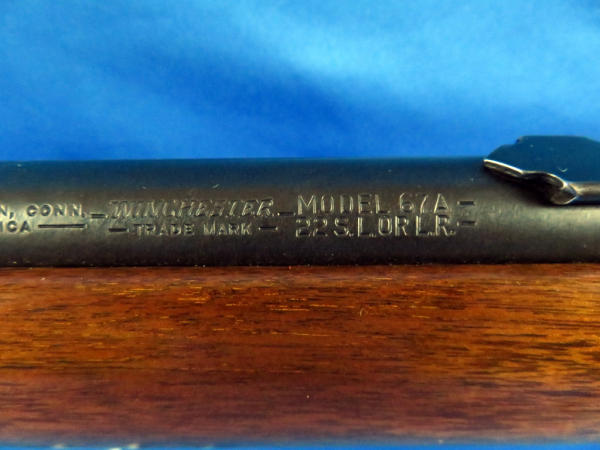 N, CONN. – WINCHESTER – MODEL 67A –
ICA – TRADE MARK – 22 S.L.OR L.R. –